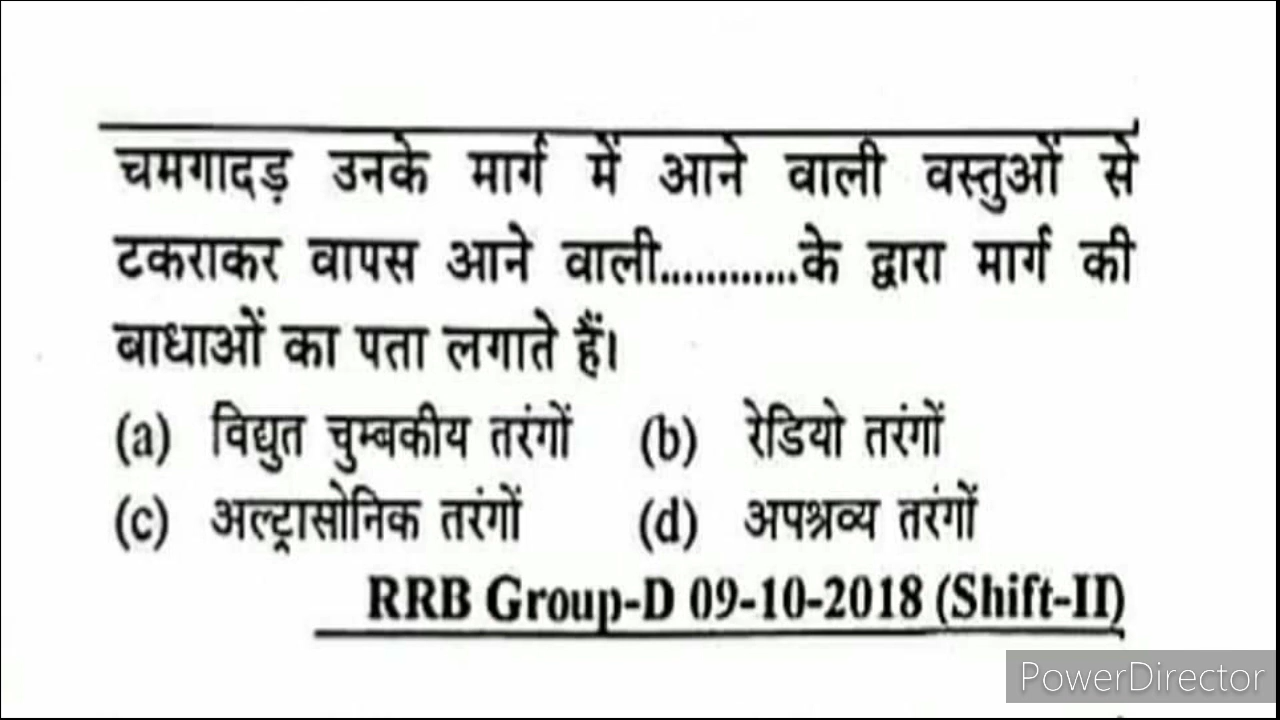 चमगादड़ उनके मार्ग में आने वाली वस्तुओं से
टकराकर वापस आने वाली.............के द्वारा मार्ग की
बाधाओं का पता लगाते हैं।
(a) विद्युत चुम्बकीय तरंगों (b) रेडियो तरंगों
(c) अल्ट्रासोनिक तरंगों (d) अपश्रव्य तरंगों
RRB Group-D 09-10-2018 (Shift-II)
PowerDirector